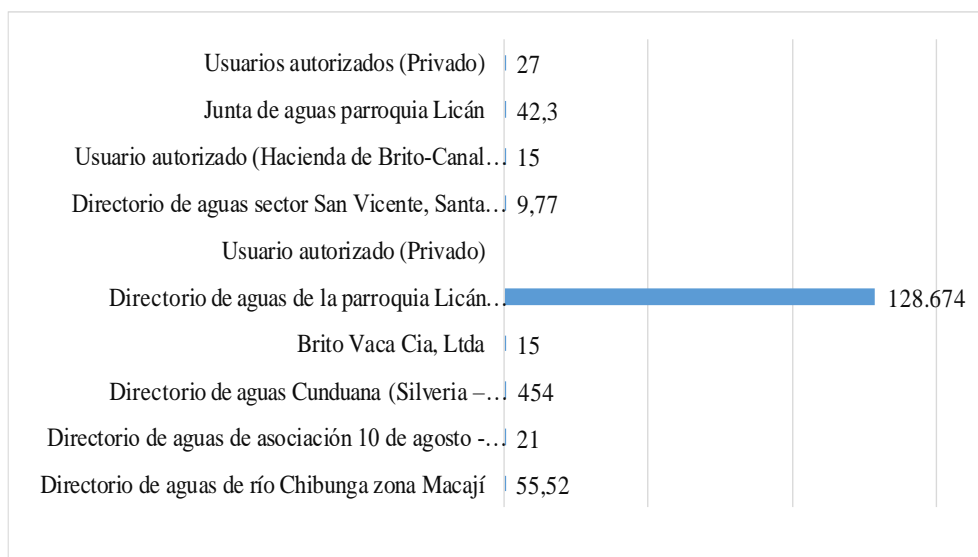 Usuarios autorizados (Privado) 27
Junta de aguas parroquia Licán 42,3
Usuario autorizado (Hacienda de Brito-Canal… 15
Directorio de aguas sector San Vicente, Santa… 9,77
Usuario autorizado (Privado)
Directorio de aguas de la parroquia Licán… 128.674
Brito Vaca Cia, Ltda 15
Directorio de aguas Cunduana (Silveria –… 454
Directorio de aguas de asociación 10 de agosto -… 21
Directorio de aguas de río Chibunga zona Macají 55,52